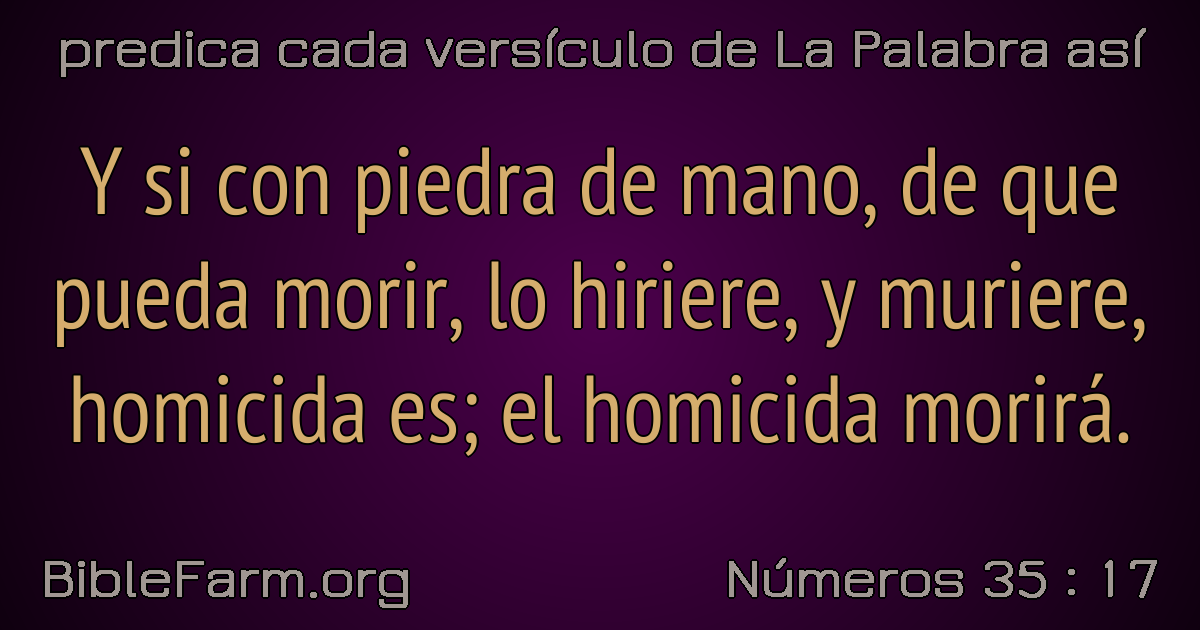 predica cada versículo de La Palabra así
Y si con piedra de mano, de que
pueda morir, lo hiriere, y muriere,
homicida es; el homicida morirá.
BibleFarm.org
Números 35 : 17